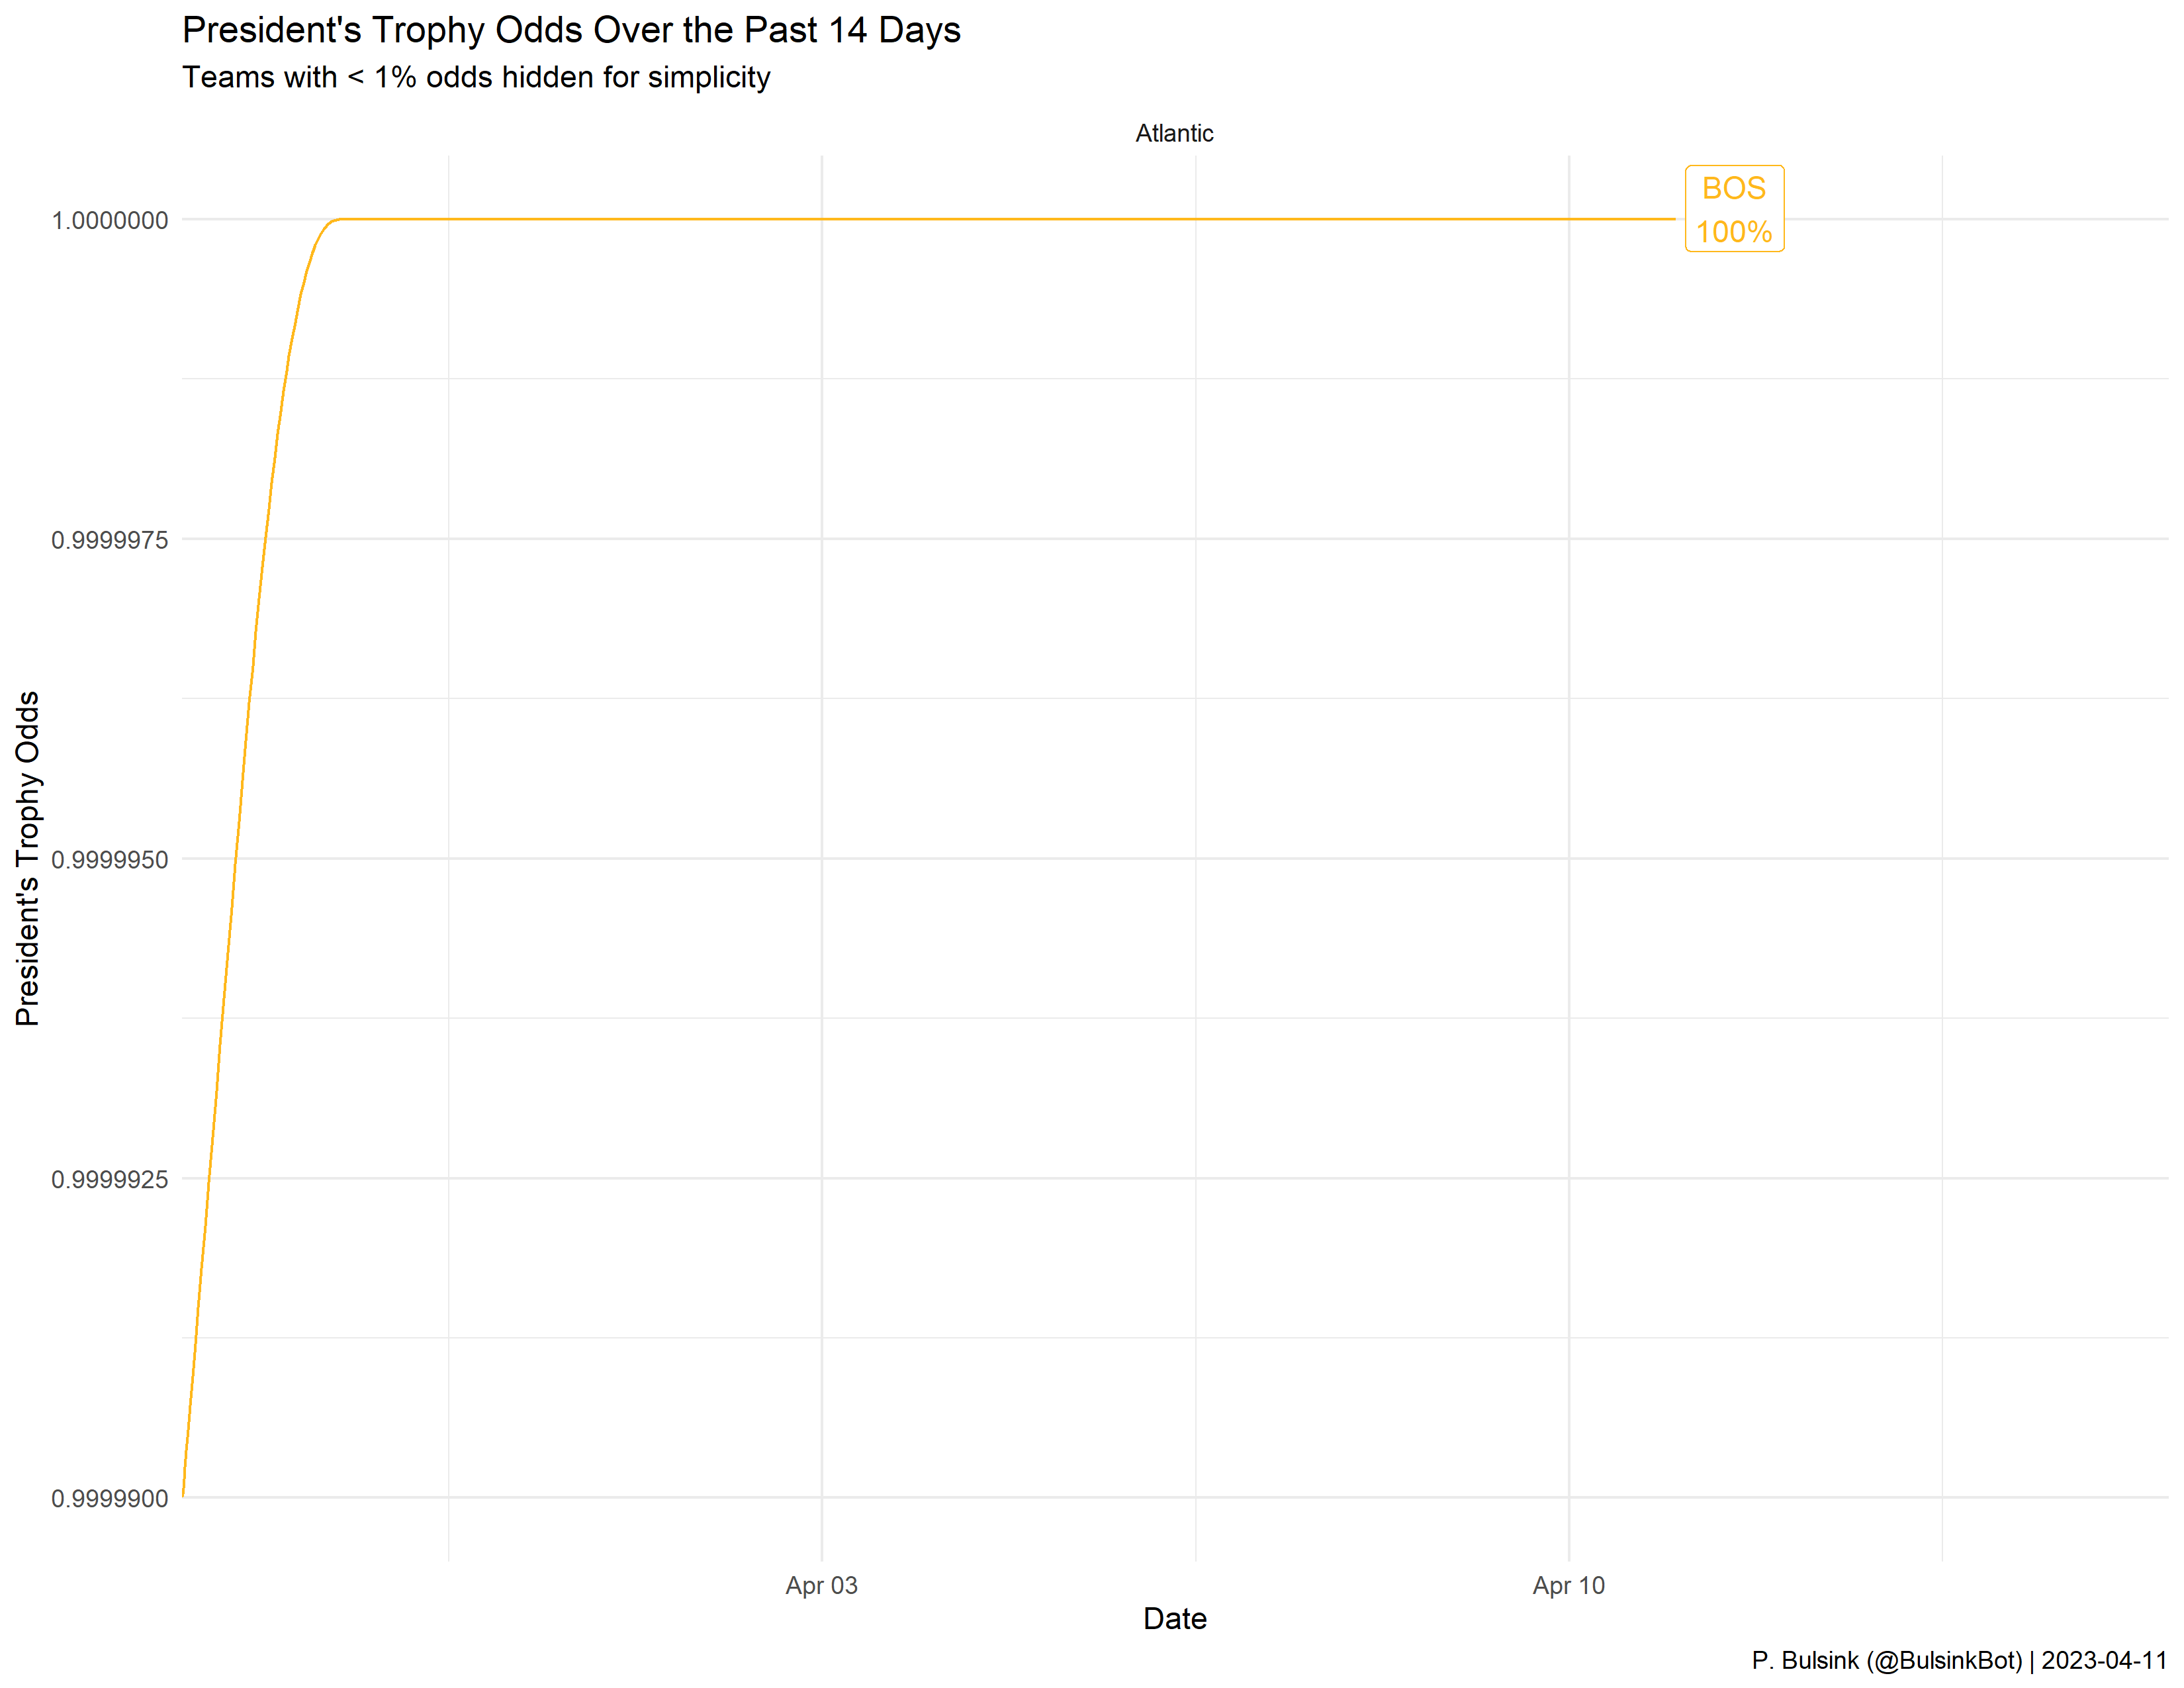 President's Trophy Odds Over the Past 14 Days
Teams with < 1% odds hidden for simplicity
Atlantic
BOS
100%
1.0000000
0.9999975
0.9999950
0.9999925
0.9999900
President's Trophy Odds
Apr 03
Apr 10
Date
P. Bulsink (@BulsinkBot) | 2023-04-11